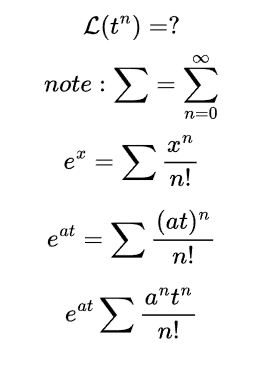 ℒ(tⁿ) =?
note : ∑ = ∑_{n=0}^{∞}
eˣ = ∑ xⁿ/n!
e^{at} = ∑ (at)ⁿ/n!
e^{at} ∑ aⁿtⁿ/n!